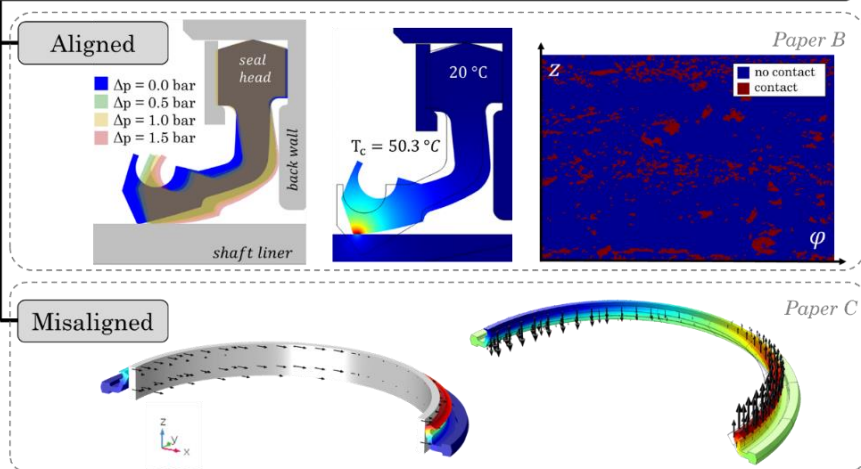 Aligned
Paper B
seal
head
Δp = 0.0 bar
Δp = 0.5 bar
Δp = 1.0 bar
Δp = 1.5 bar
back wall
shaft liner
20 °C
T_c = 50.3 °C
z
no contact
contact
φ
Misaligned
Paper C
z
y
x